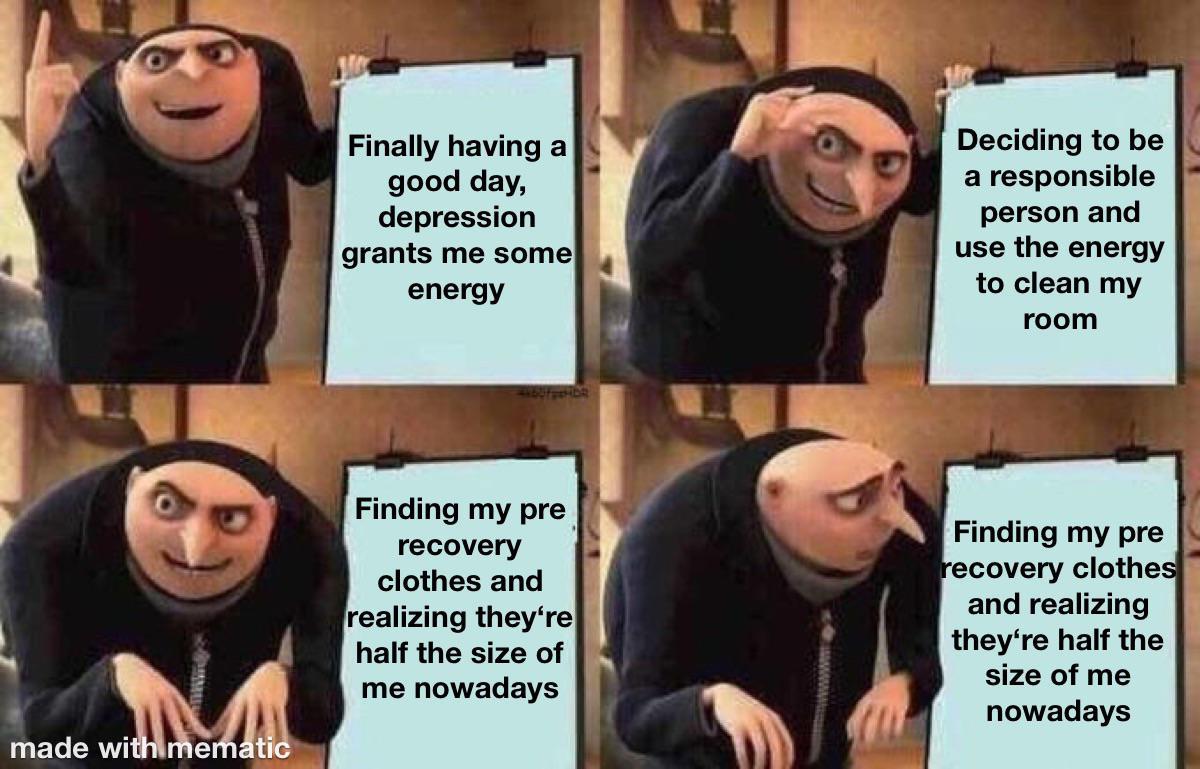 Finally having a
good day,
depression
grants me some
energy
Deciding to be
a responsible
person and
use the energy
to clean my
room
Finding my pre
recovery
clothes and
realizing they‘re
half the size of
me nowadays
Finding my pre
recovery clothes
and realizing
they‘re half the
size of me
nowadays
made with mematic